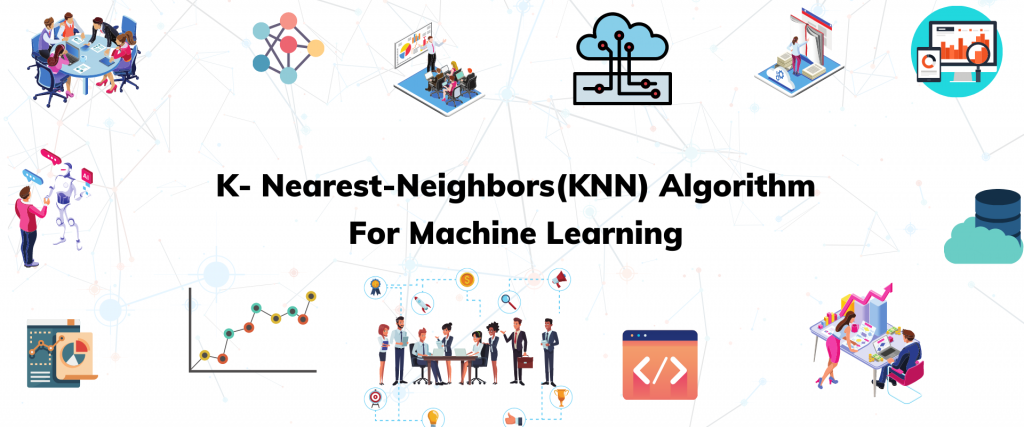 K- Nearest-Neighbors(KNN) Algorithm
For Machine Learning